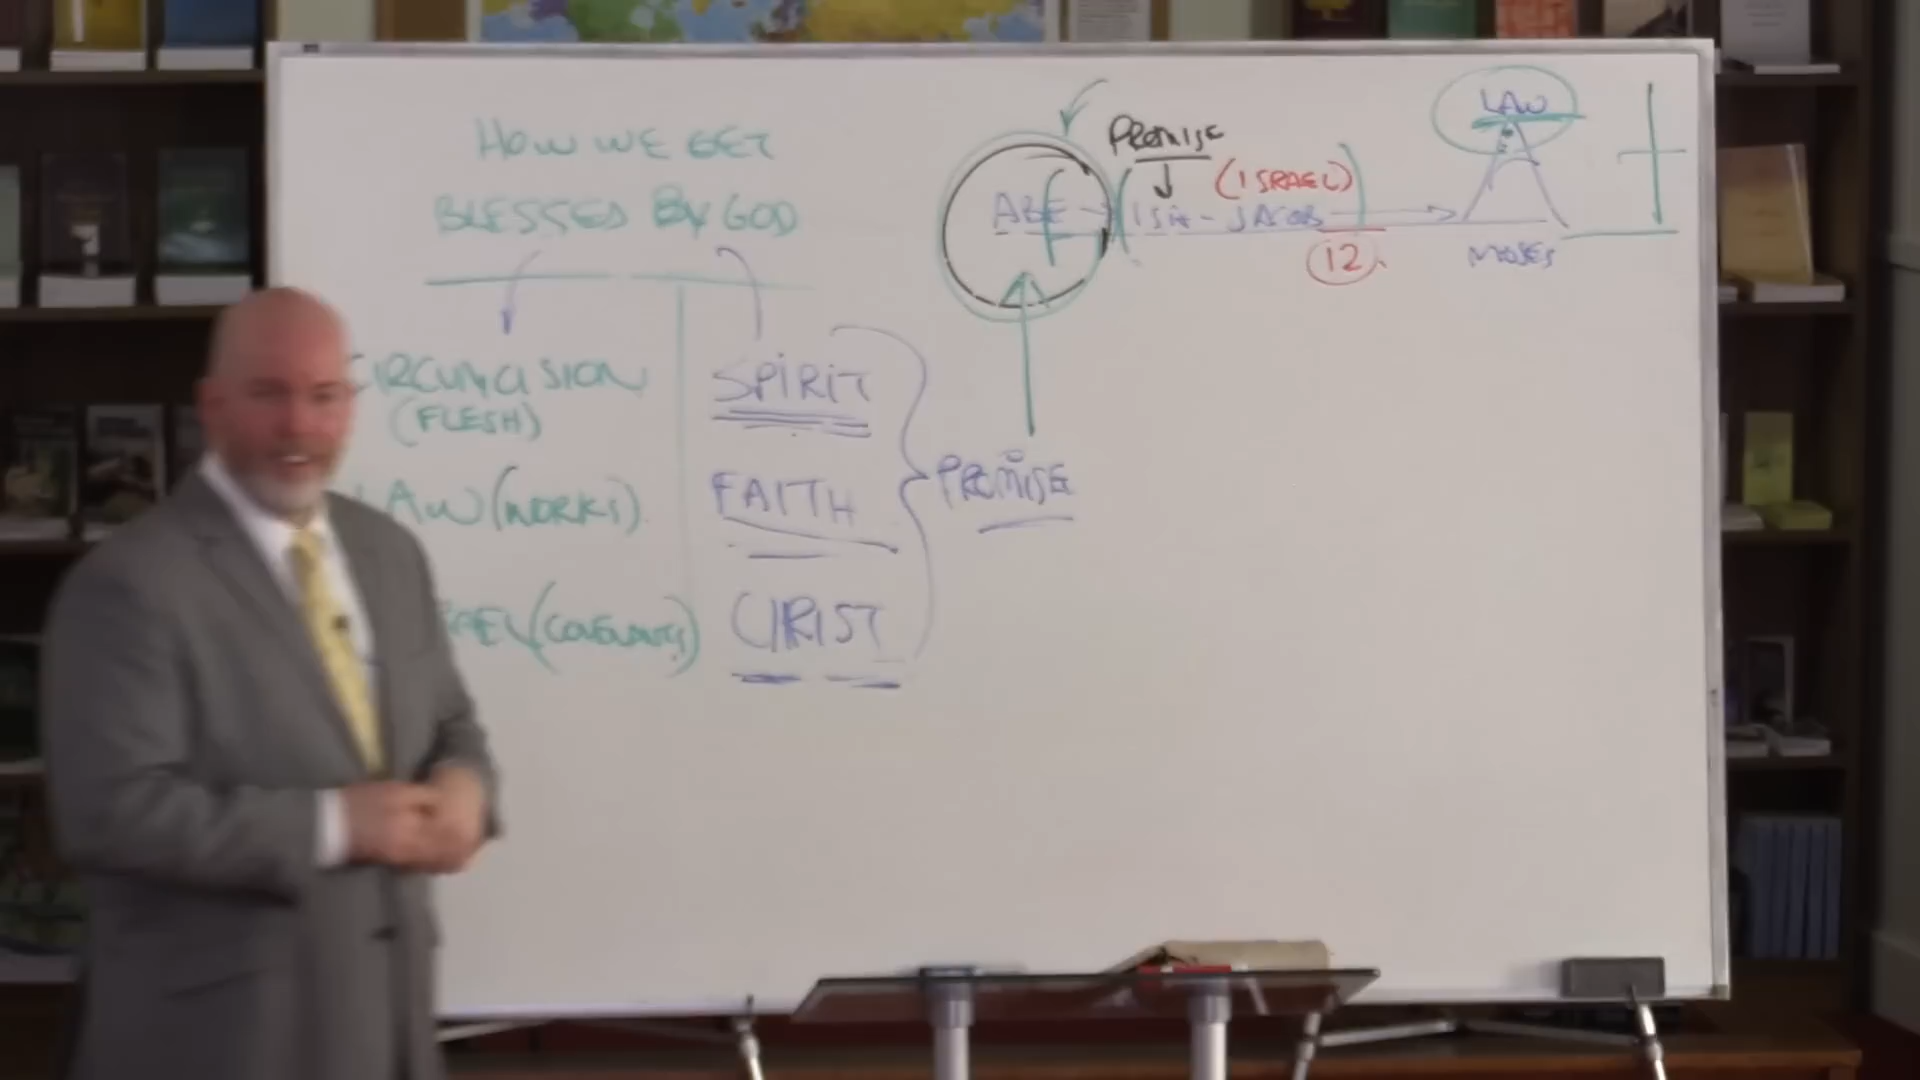 HOW WE GET
BLESSED BY GOD
CIRCUMCISION
(FLESH)
LAW (WORKS)
(COVENANTS)
SPIRIT
FAITH
CHRIST
PROMISE
PROMISE
(ISRAEL)
ABE - ISA - JACOB
12
LAW
MOSES